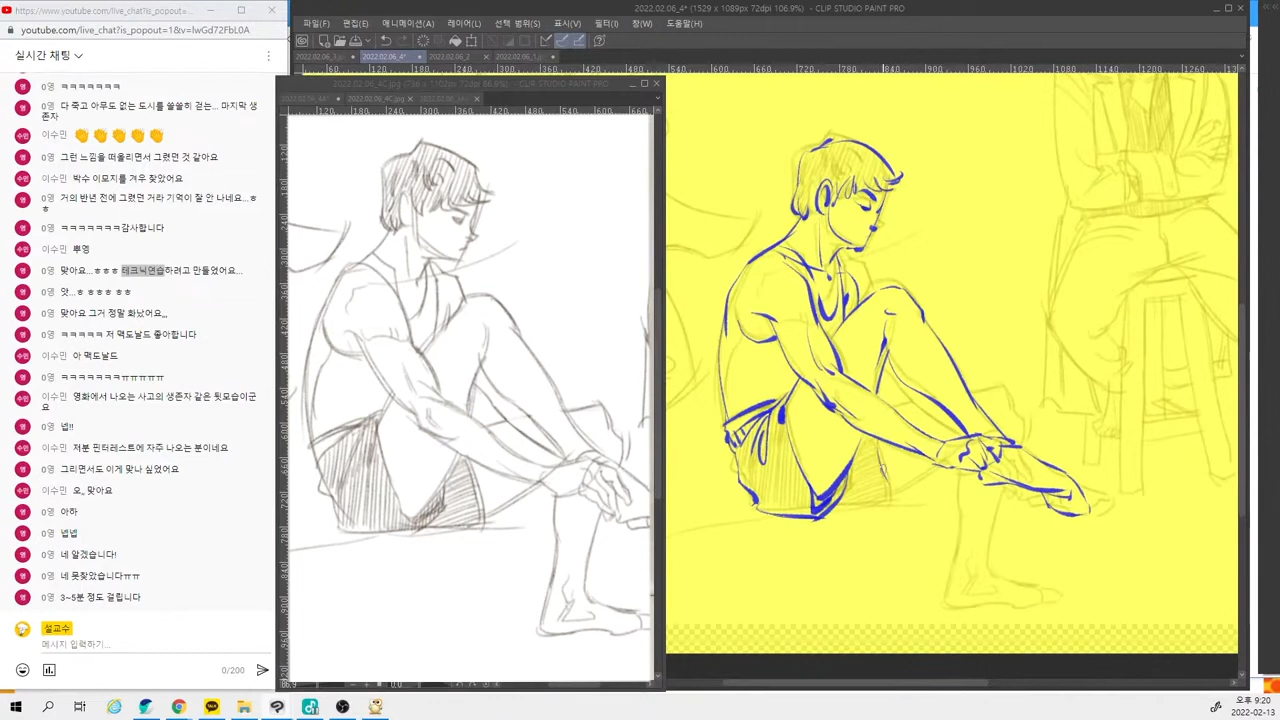 https://www.youtube.com/live_chat?is_popout=
youtube.com/live_chat?is_popout=1&v=lwGd72FbL0A
실시간 채팅
0영 ㅋㅋㅋㅋㅋㅋㅋ
0영 다 죽고 아무도 없는 도시를 쓸쓸히 걷는... 마지막 생
존자
이수민 👏👏👏👏👏
0영 그런 느낌을 떠올리면서 그렸던 것 같아요
이수민 박수 이모지를 겨우 찾았어요
0영 거의 반년 전에 그렸던 거라 기억이 잘 안 나네요...ㅎ
ㅎ
0영 ㅋㅋㅋㅋㅋㅋㅋ감사합니다
이수민 뿌엥
0영 맞아요...ㅎㅎㅎ 테크닉연습하려고 만들었어요...
0영 앗...ㅎㅎㅎㅎㅎㅎ
0영 맞아요 그거 정말 화났어요,,,
0영 ㅋㅋㅋㅋㅋ 저 맥도날드 좋아합니다
이수민 아 맥도날드
0영 ㅋㅋㅋㅋㅋㅋㅠㅠㅠㅠㅠ
이수민 영화에서 나오는 사고의 생존자 같은 뒷모습이군
요
0영 넵!!
이수민 저분 핀터레스트에 자주 나오는 분이네요
0영 그리면서도 이게 맞나 싶었어요
이수민 오,, 맞아요
0영 아하
0영 넵넵
0영 네 알겠습니다!
0영 네 못찾았습니다ㅠㅠ
0영 3~5분 정도 걸립니다
설교수
메시지 입력하기...
0/200
2022.02.06_4* (1529 x 1089px 72dpi 106.9%) - CLIP STUDIO PAINT PRO
파일(F) 편집(E) 애니메이션(A) 레이어(L) 선택 범위(S) 표시(V) 필터(I) 창(W) 도움말(H)
2022.02.06_4* 2022.02.06_2
2022.02.06_4C.jpg
TALK
오후 9:20
2022-02-13